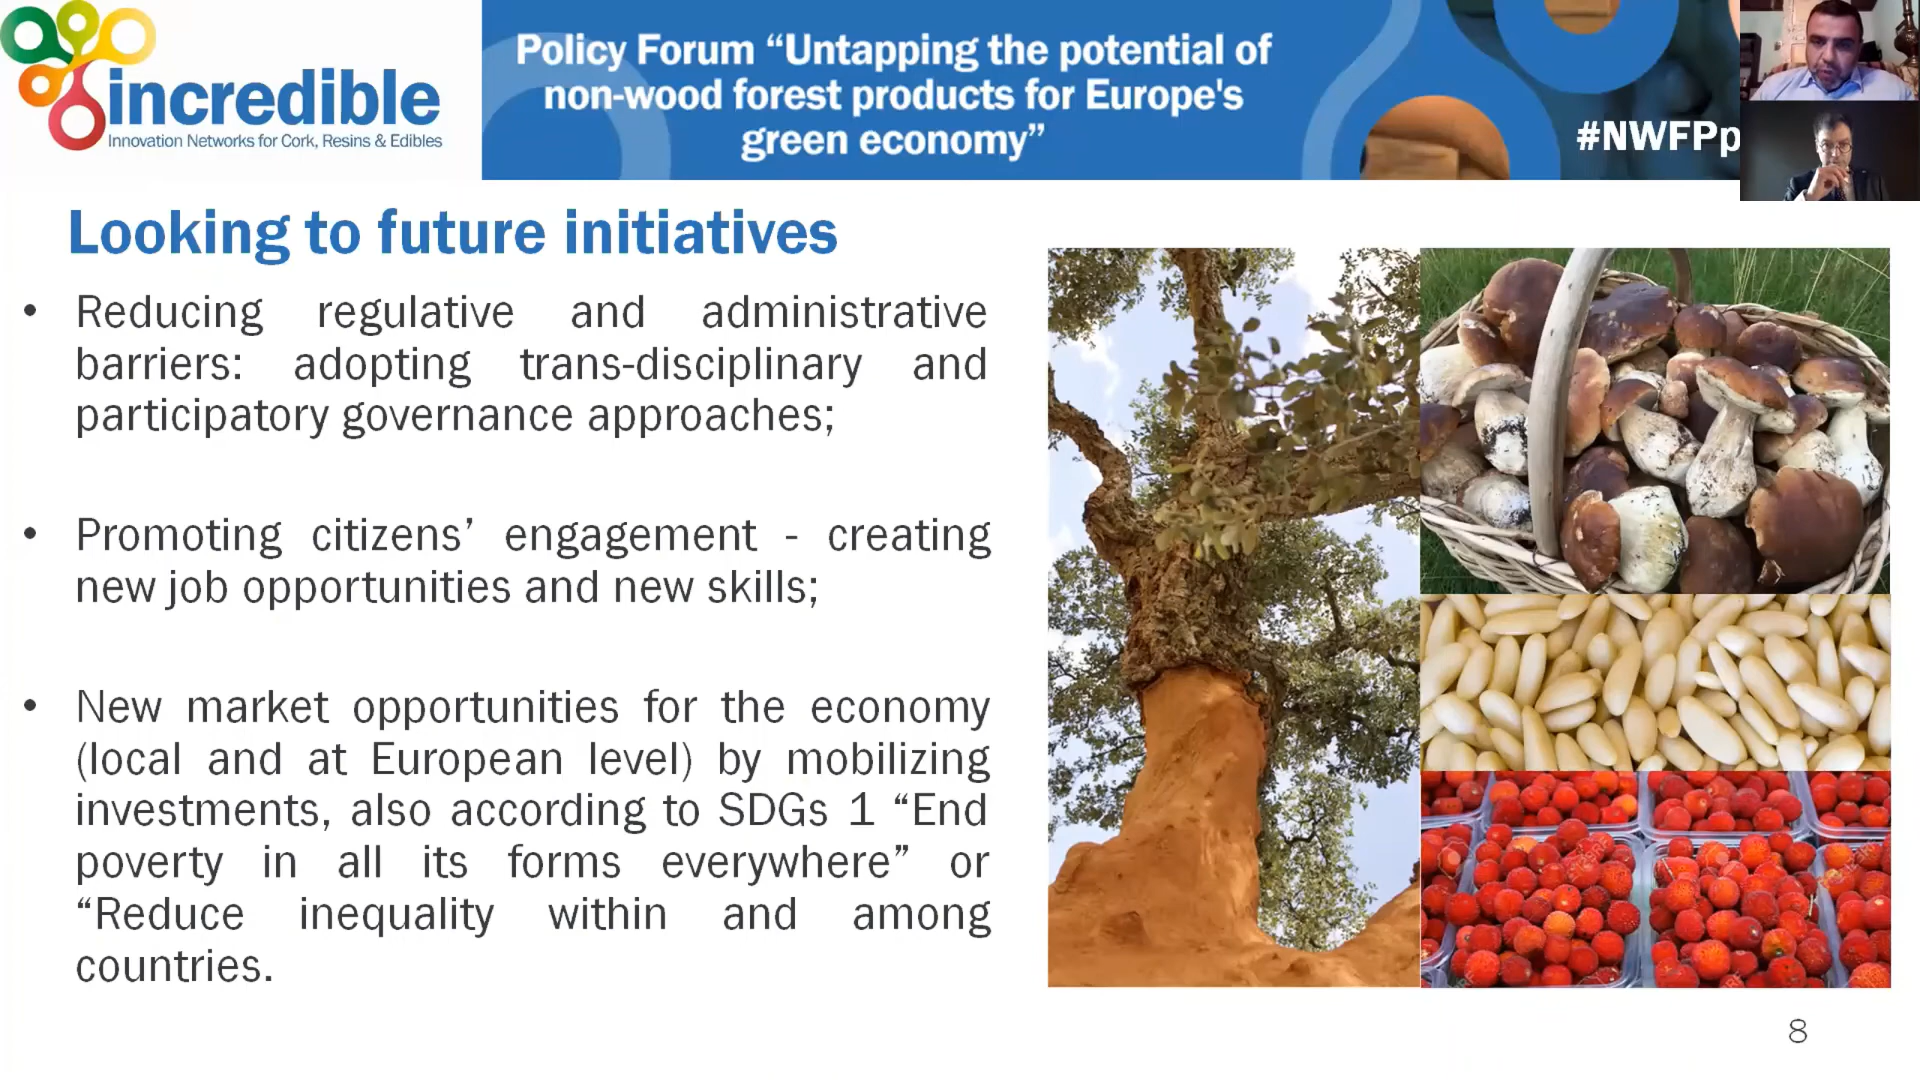 incredible
Innovation Networks for Cork, Resins & Edibles
Policy Forum “Untapping the potential of
non-wood forest products for Europe's
green economy”
#NWFPp
Looking to future initiatives
• Reducing regulative and administrative
barriers: adopting trans-disciplinary and
participatory governance approaches;
• Promoting citizens’ engagement - creating
new job opportunities and new skills;
• New market opportunities for the economy
(local and at European level) by mobilizing
investments, also according to SDGs 1 “End
poverty in all its forms everywhere” or
“Reduce inequality within and among
countries.
8